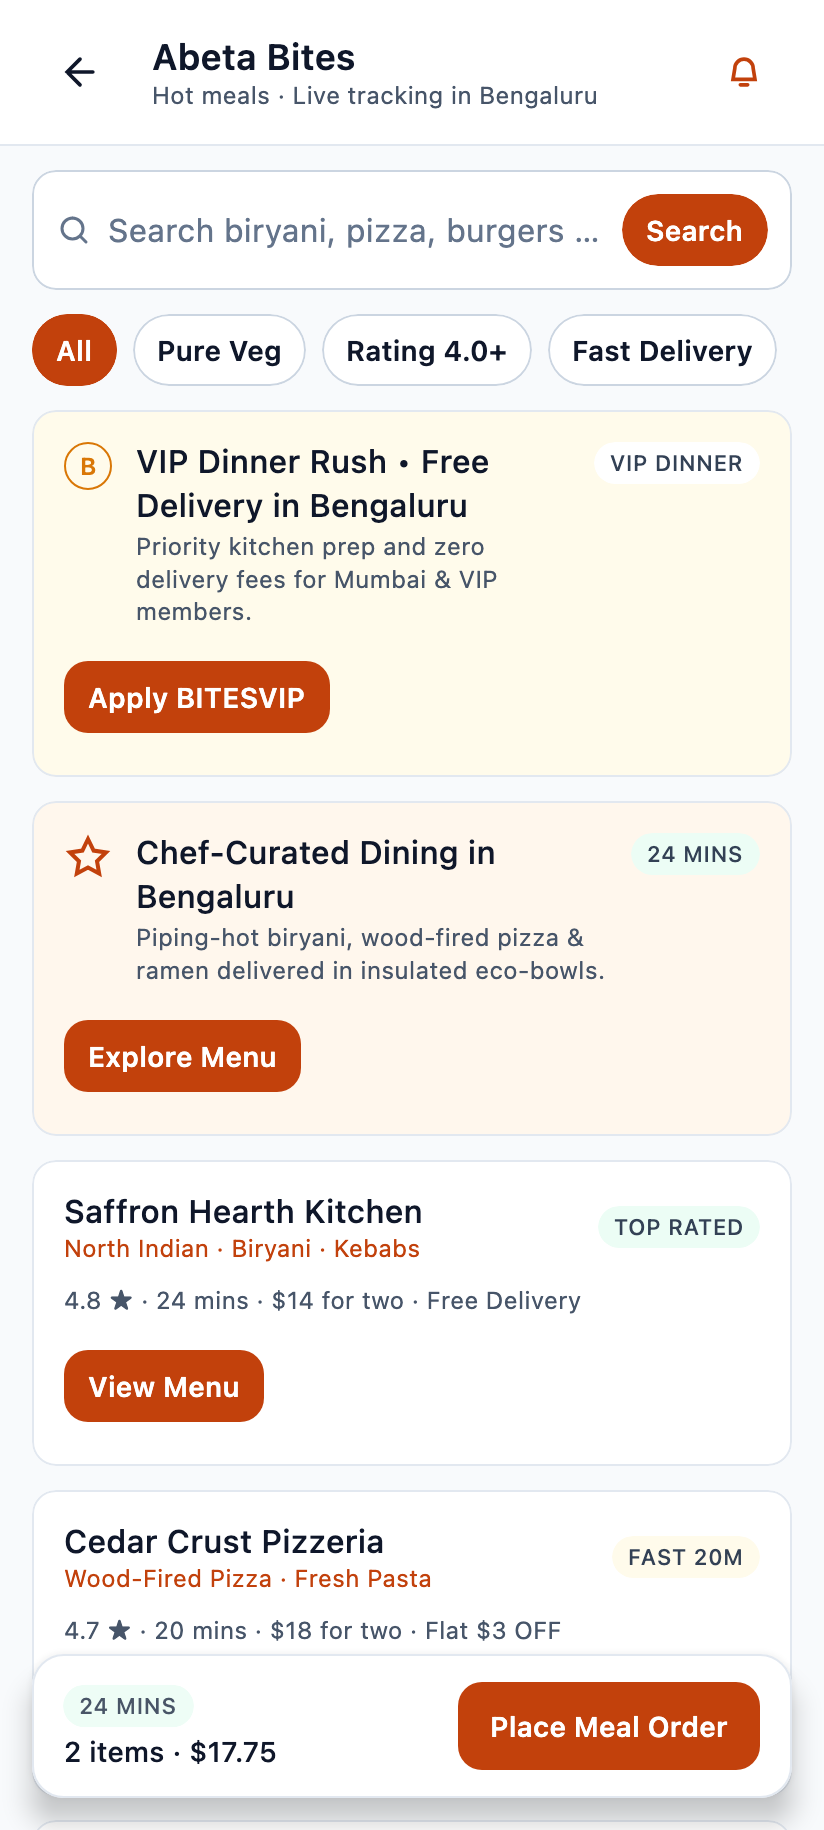 Abeta Bites
Hot meals · Live tracking in Bengaluru
Search biryani, pizza, burgers ...
Search
All
Pure Veg
Rating 4.0+
Fast Delivery
B
VIP Dinner Rush • Free
Delivery in Bengaluru
VIP DINNER
Priority kitchen prep and zero
delivery fees for Mumbai & VIP
members.
Apply BITESVIP
Chef-Curated Dining in
Bengaluru
24 MINS
Piping-hot biryani, wood-fired pizza &
ramen delivered in insulated eco-bowls.
Explore Menu
Saffron Hearth Kitchen
North Indian · Biryani · Kebabs
TOP RATED
4.8 ★ · 24 mins · $14 for two · Free Delivery
View Menu
Cedar Crust Pizzeria
Wood-Fired Pizza · Fresh Pasta
FAST 20M
4.7 ★ · 20 mins · $18 for two · Flat $3 OFF
24 MINS
2 items · $17.75
Place Meal Order